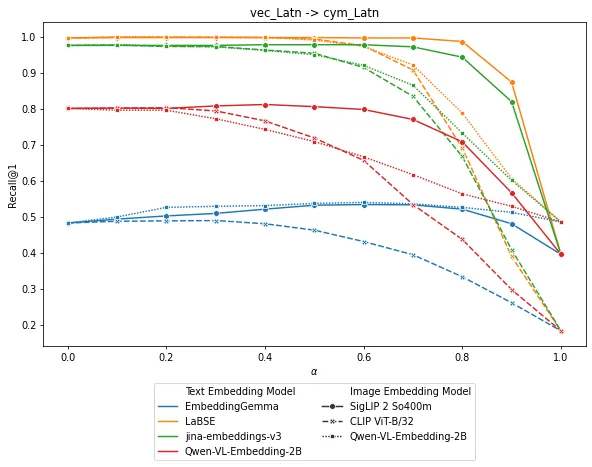 vec_Latn -> cym_Latn
1.0
0.9
0.8
0.7
0.6
0.5
0.4
0.3
0.2
Recall@1
0.0 0.2 0.4 0.6 0.8 1.0
α
Text Embedding Model Image Embedding Model
EmbeddingGemma SigLIP 2 So400m
LaBSE CLIP ViT-B/32
jina-embeddings-v3 Qwen-VL-Embedding-2B
Qwen-VL-Embedding-2B